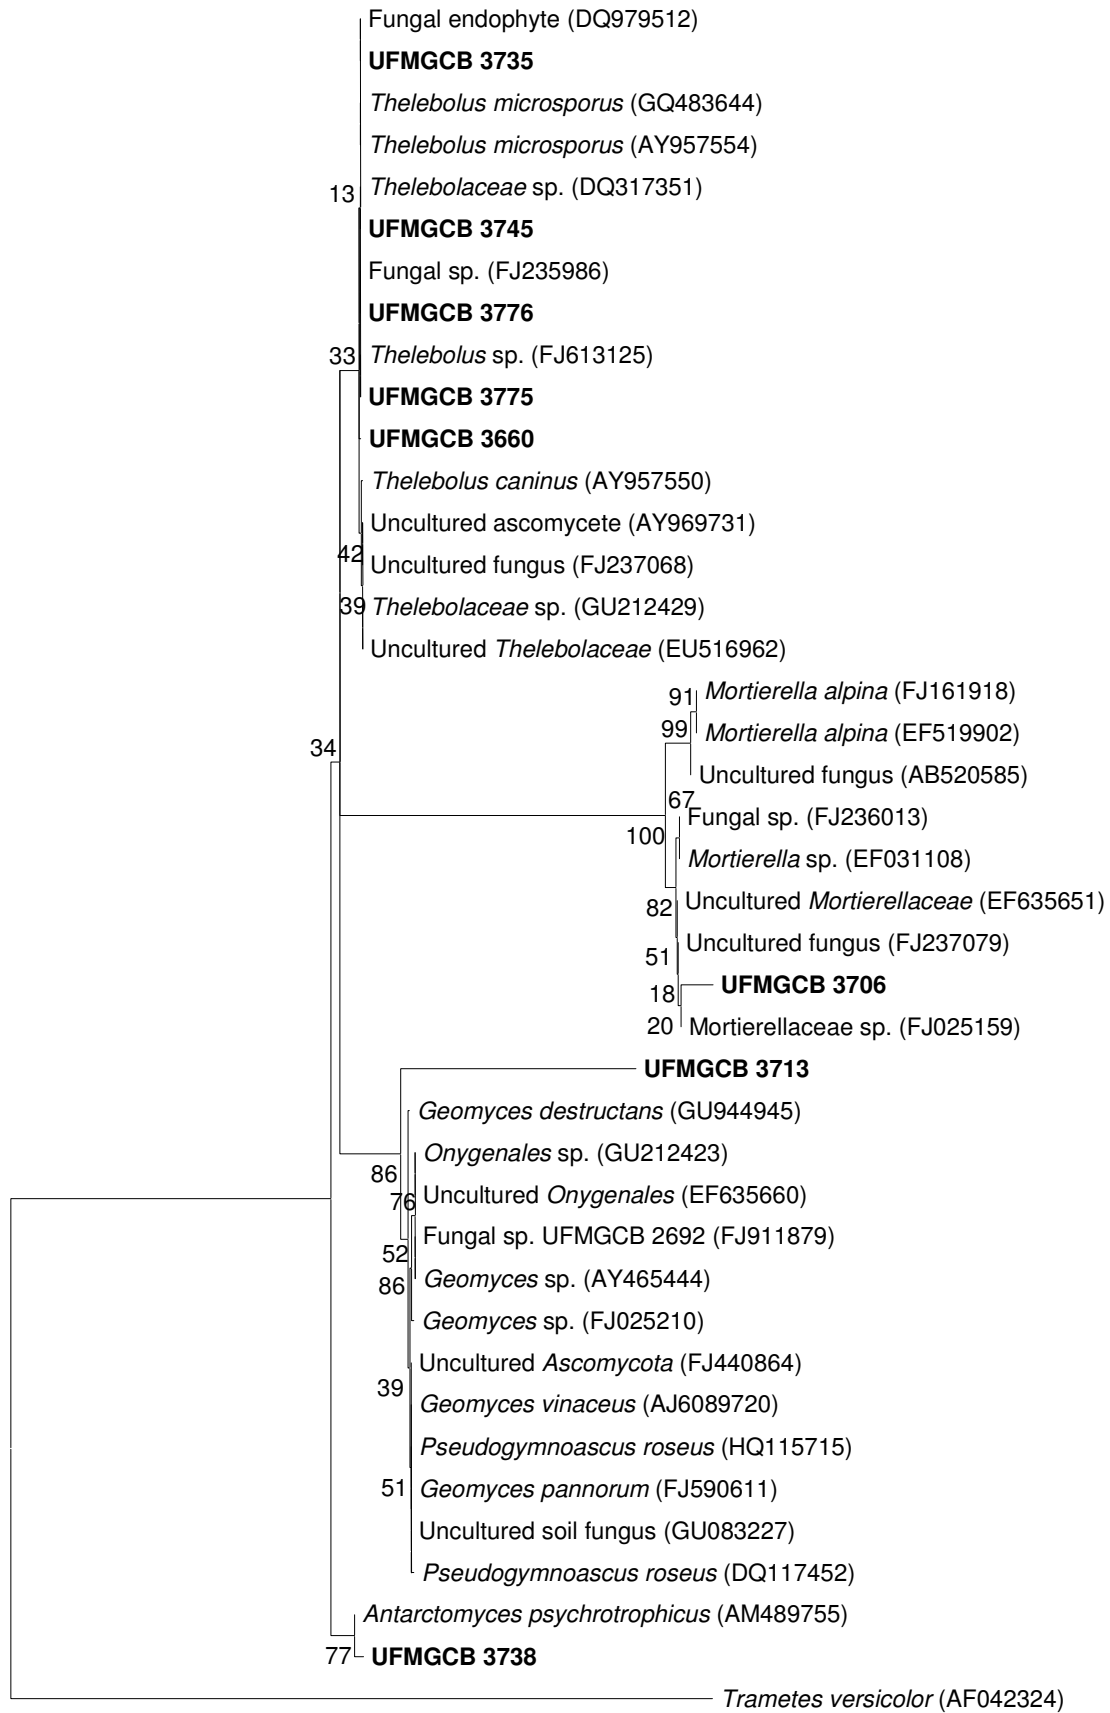 Fungal endophyte (DQ979512)
UFMGCB 3735
Thelebolus microsporus (GQ483644)
Thelebolus microsporus (AY957554)
Thelebolaceae sp. (DQ317351)
13
UFMGCB 3745
Fungal sp. (FJ235986)
UFMGCB 3776
33
Thelebolus sp. (FJ613125)
UFMGCB 3775
UFMGCB 3660
Thelebolus caninus (AY957550)
Uncultured ascomycete (AY969731)
42
Uncultured fungus (FJ237068)
39
Thelebolaceae sp. (GU212429)
Uncultured Thelebolaceae (EU516962)
91
Mortierella alpina (FJ161918)
99
Mortierella alpina (EF519902)
34
Uncultured fungus (AB520585)
67
Fungal sp. (FJ236013)
100
Mortierella sp. (EF031108)
Uncultured Mortierellaceae (EF635651)
82
Uncultured fungus (FJ237079)
51
UFMGCB 3706
18
20
Mortierellaceae sp. (FJ025159)
UFMGCB 3713
Geomyces destructans (GU944945)
Onygenales sp. (GU212423)
86
Uncultured Onygenales (EF635660)
76
Fungal sp. UFMGCB 2692 (FJ911879)
52
Geomyces sp. (AY465444)
86
Geomyces sp. (FJ025210)
Uncultured Ascomycota (FJ440864)
39
Geomyces vinaceus (AJ6089720)
Pseudogymnoascus roseus (HQ115715)
51
Geomyces pannorum (FJ590611)
Uncultured soil fungus (GU083227)
Pseudogymnoascus roseus (DQ117452)
Antarctomyces psychrotrophicus (AM489755)
77
UFMGCB 3738
Trametes versicolor (AF042324)